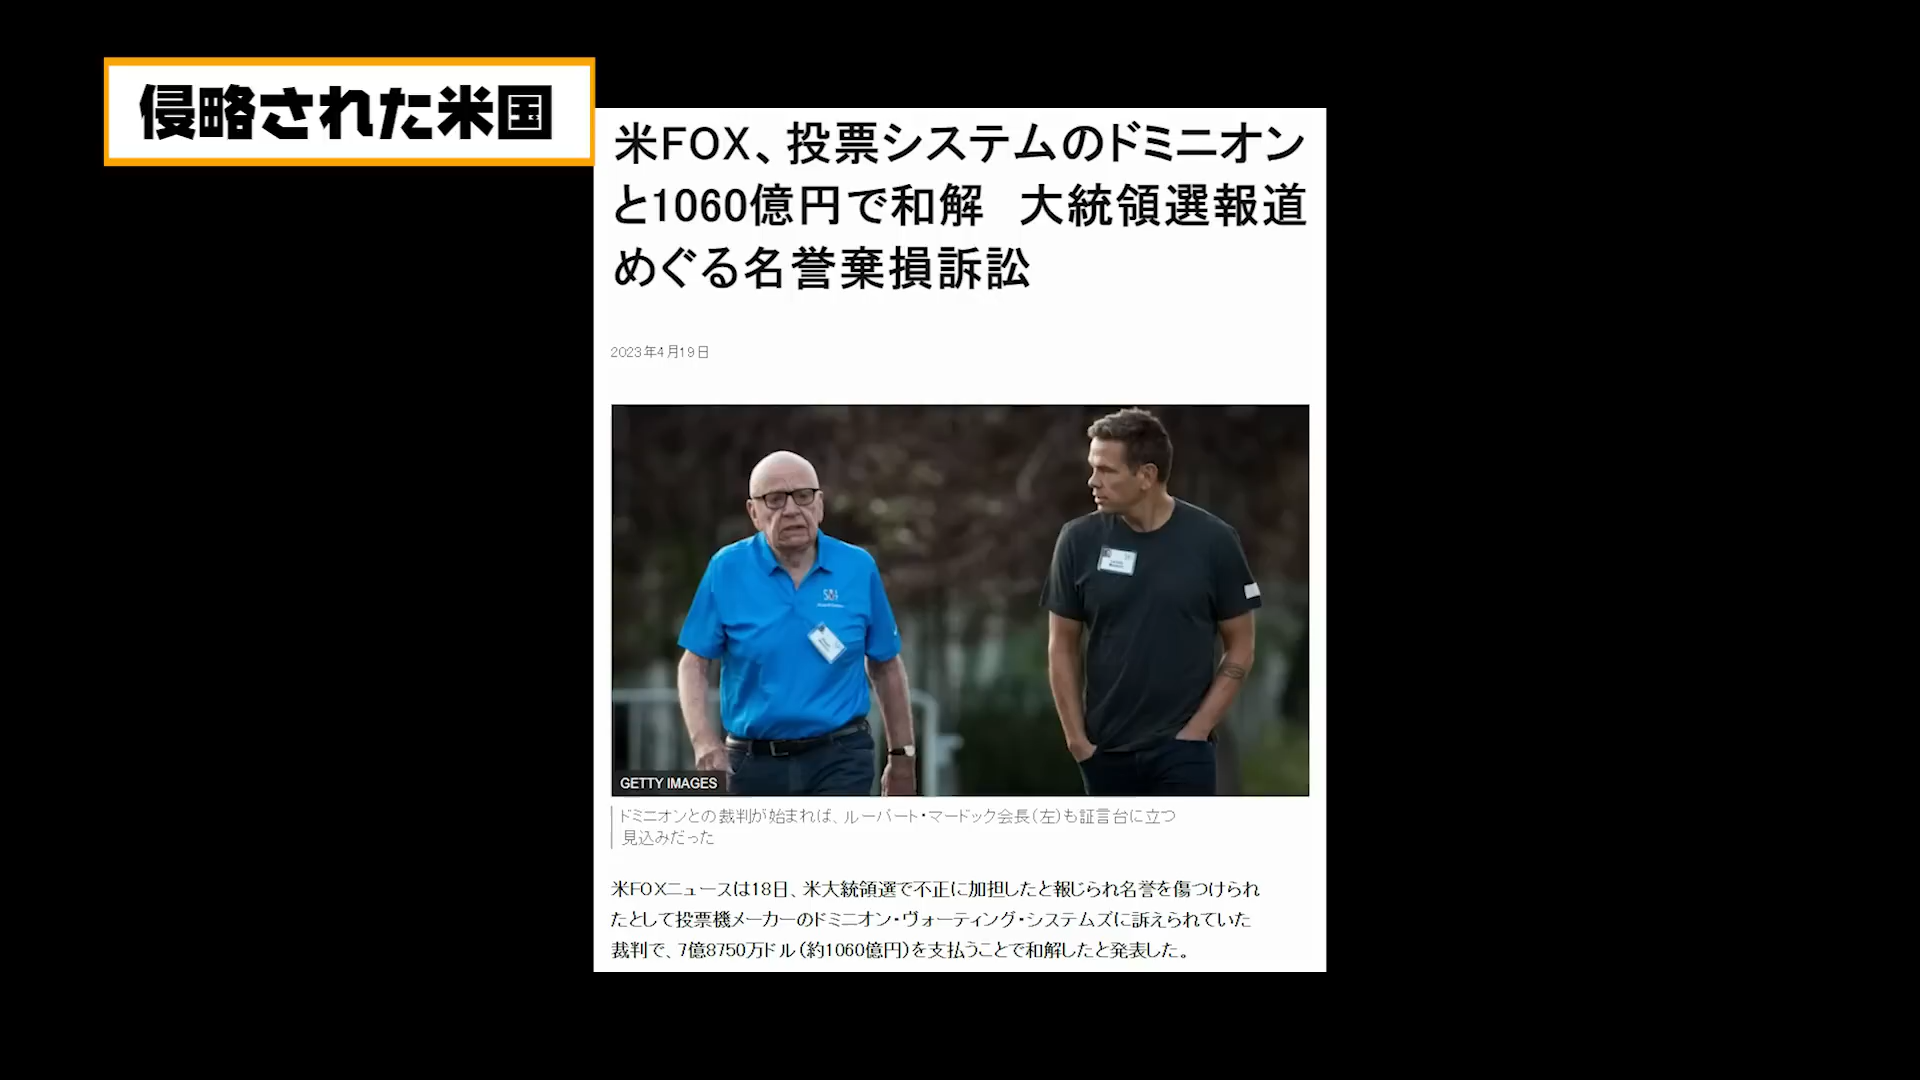 侵略された米国
米FOX、投票システムのドミニオン
と1060億円で和解　大統領選報道
めぐる名誉棄損訴訟
2023年4月19日
GETTY IMAGES
ドミニオンとの裁判が始まれば、ルーパート・マードック会長（左）も証言台に立つ
見込みだった
米FOXニュースは18日、米大統領選で不正に加担したと報じられ名誉を傷つけられ
たとして投票機メーカーのドミニオン・ヴォーティング・システムズに訴えられていた
裁判で、7億8750万ドル（約1060億円）を支払うことで和解したと発表した。